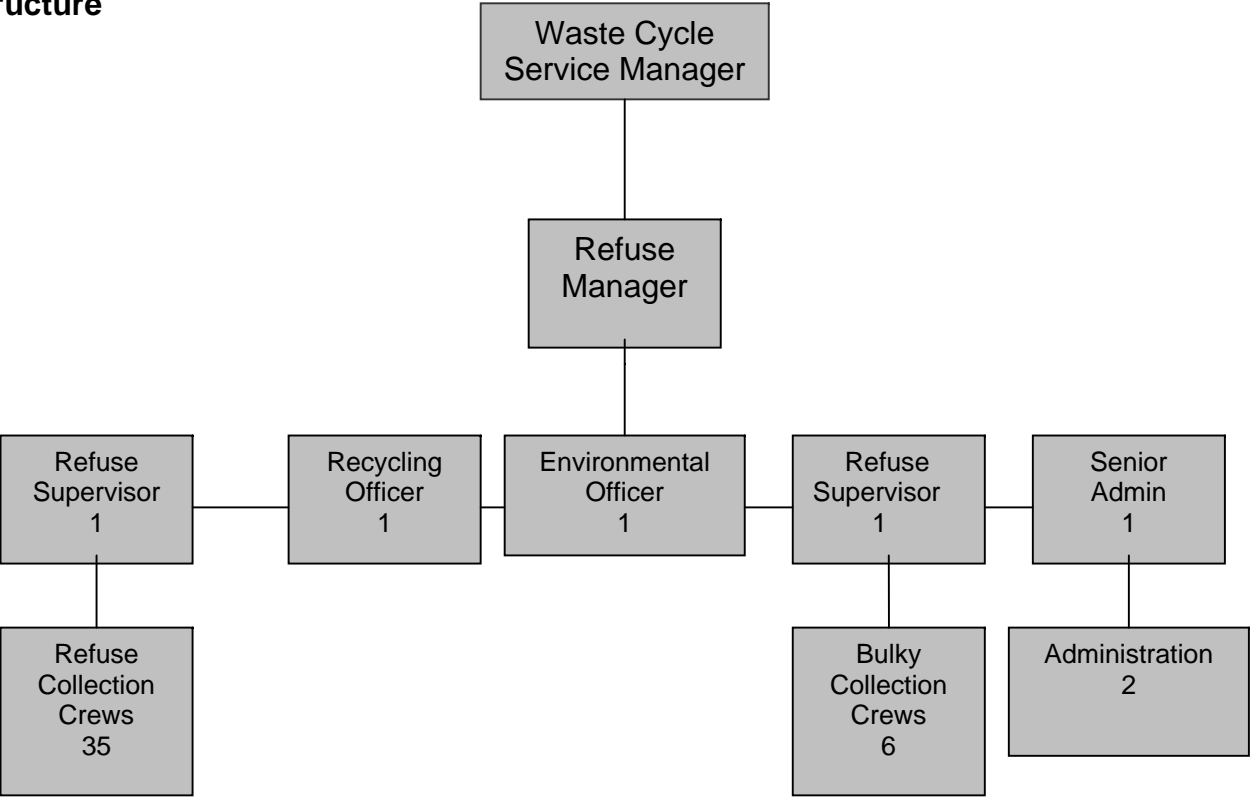 ructure
Waste Cycle
Service Manager
Refuse
Manager
Refuse
Supervisor
1
Recycling
Officer
1
Environmental
Officer
1
Refuse
Supervisor
1
Senior
Admin
1
Refuse
Collection
Crews
35
Bulky
Collection
Crews
6
Administration
2